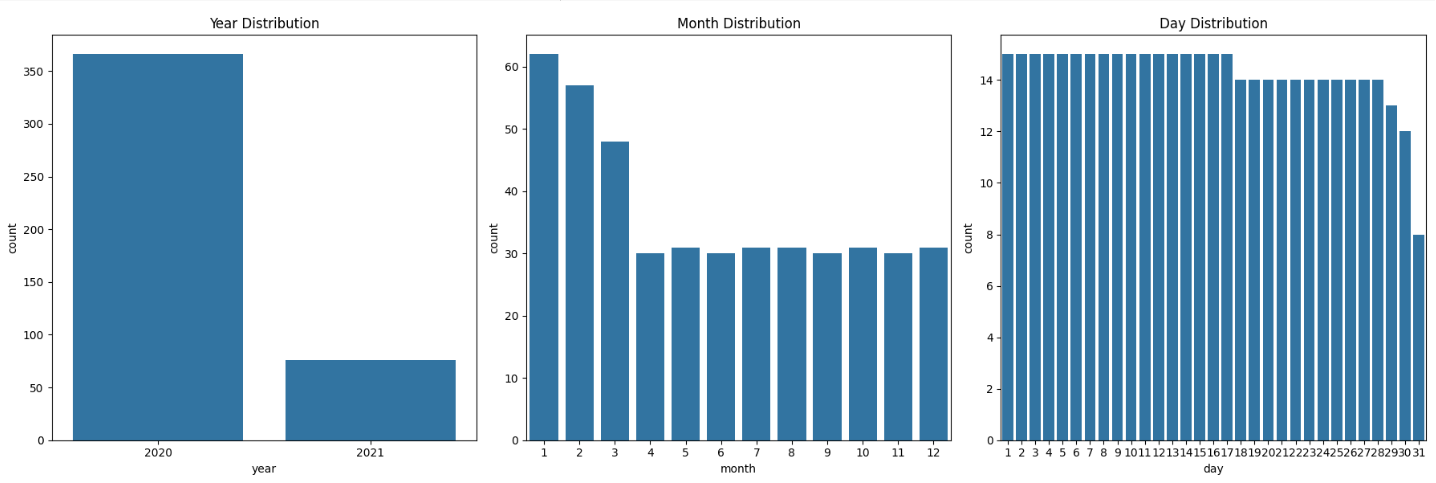 Year Distribution
350
300
250
200
150
100
50
0
count
2020 2021
year
Month Distribution
60
50
40
30
20
10
0
count
1 2 3 4 5 6 7 8 9 10 11 12
month
Day Distribution
14
12
10
8
6
4
2
0
count
1 2 3 4 5 6 7 8 9 10 11 12 13 14 15 16 17 18 19 20 21 22 23 24 25 26 27 28 29 30 31
day